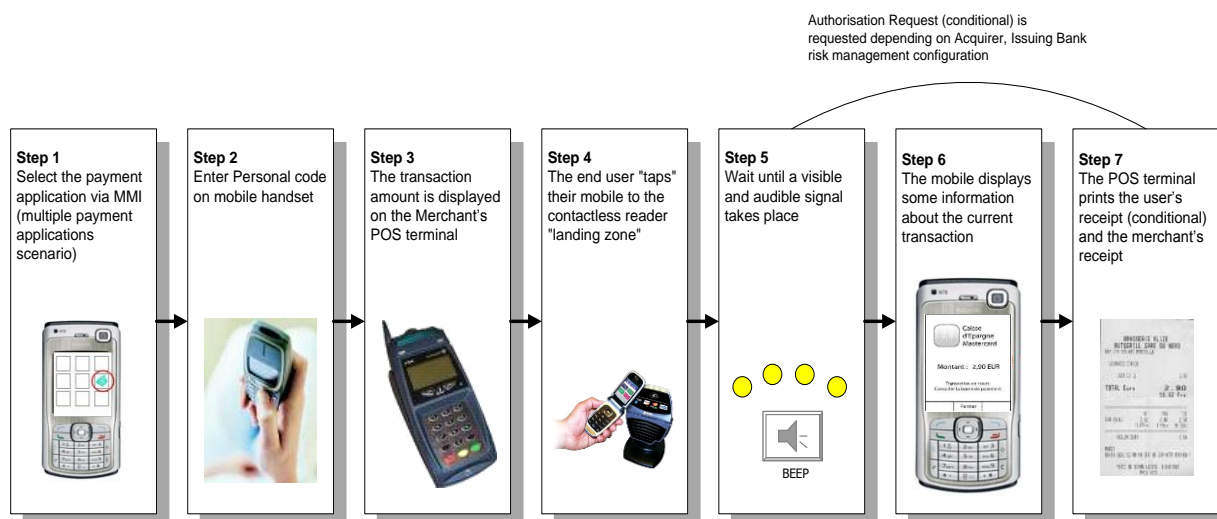 Authorisation Request (conditional) is
requested depending on Acquirer, Issuing Bank
risk management configuration
Step 1
Select the payment
application via MMI
(multiple payment
applications
scenario)
Step 2
Enter Personal code
on mobile handset
Step 3
The transaction
amount is displayed
on the Merchant's
POS terminal
Step 4
The end user "taps"
their mobile to the
contactless reader
"landing zone"
Step 5
Wait until a visible
and audible signal
takes place
BEEP
Step 6
The mobile displays
some information
about the current
transaction
Caisse
d'Epargne
Mastercard
Montant : 2,90 EUR
Transaction en cours
Fermer
Step 7
The POS terminal
prints the user's
receipt (conditional)
and the merchant's
receipt
TOTAL Euro 2.90